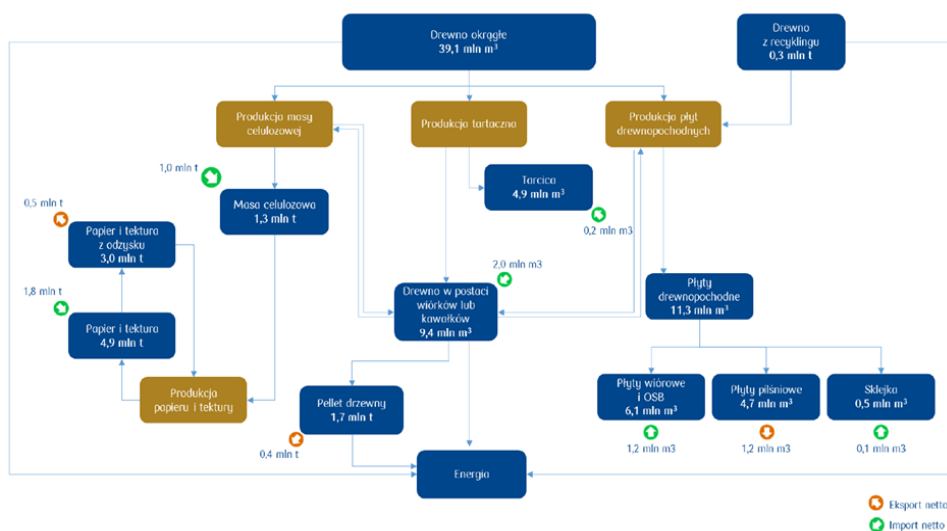 Drewno okrągłe
39,1 mln m³
Drewno
z recyklingu
0,3 mln t
Produkcja masy
celulozowej
Produkcja tartaczna
Produkcja płyt
drewnopochodnych
1,0 mln t
Tarcica
4,9 mln m³
Masa celulozowa
1,3 mln t
0,5 mln t
0,2 mln m3
Papier i tektura
z odzysku
3,0 mln t
2,0 mln m3
Drewno w postaci
wiórków lub
kawałków
9,4 mln m³
Płyty
drewnopochodne
11,3 mln m³
1,8 mln t
Papier i tektura
4,9 mln t
Produkcja
papieru i tektury
Pellet drzewny
1,7 mln t
Płyty wiórowe
i OSB
6,1 mln m³
Płyty pilśniowe
4,7 mln m³
Sklejka
0,5 mln m³
0,4 mln t
1,2 mln m3
1,2 mln m3
0,1 mln m3
Energia
Eksport netto
Import netto